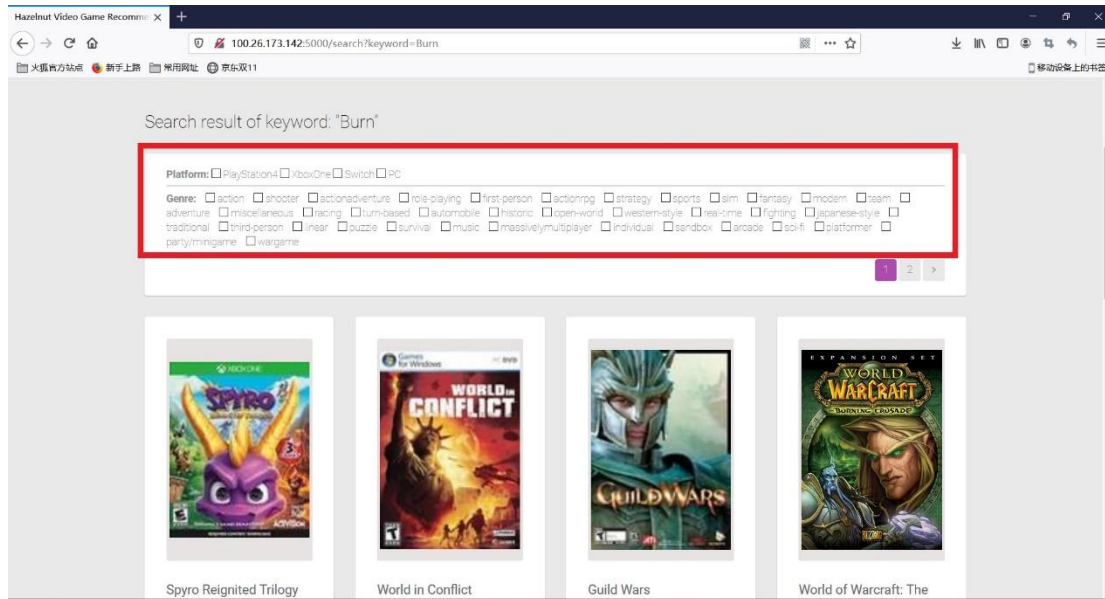 Hazelnut Video Game Recomme
100.26.173.142:5000/search?keyword=Burn
火狐官方站点 新手上路 常用网址 京东双11 移动设备上的书签
Search result of keyword: "Burn"
Platform: PlayStation4 XboxOne Switch PC
Genre: action shooter actionadventure role-playing first-person actionrpg strategy sports sim fantasy modern team
adventure miscellaneous racing turn-based automobile historic open-world western-style real-time fighting japanese-style
traditional third-person linear puzzle survival music massivelymultiplayer individual sandbox arcade sci-fi platformer
party/minigame wargame
1 2 >
XBOX ONE
SPYRO
ACTIVISION
Games for Windows
PC DVD
WORLD IN
CONFLICT
GUILD WARS
EXPANSION SET
WORLD
WARCRAFT
BURNING CRUSADE
Spyro Reignited Trilogy
World in Conflict
Guild Wars
World of Warcraft: The